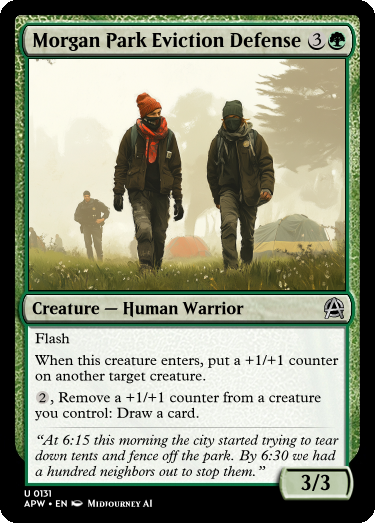 Morgan Park Eviction Defense 3
Creature — Human Warrior
Flash
When this creature enters, put a +1/+1 counter
on another target creature.
2, Remove a +1/+1 counter from a creature
you control: Draw a card.
“At 6:15 this morning the city started trying to tear
down tents and fence off the park. By 6:30 we had
a hundred neighbors out to stop them.”
3/3
U 0131
APW • EN Midjourney AI